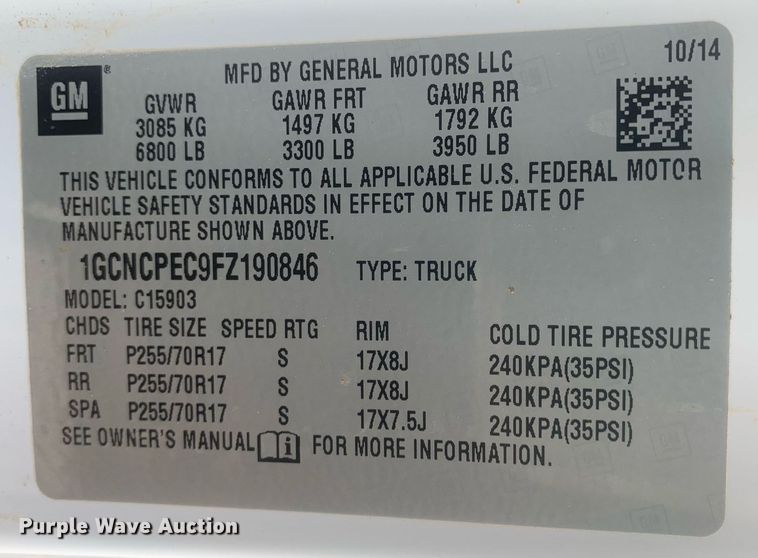 GM ®
MFD BY GENERAL MOTORS LLC 10/14
GVWR GAWR FRT GAWR RR
3085 KG 1497 KG 1792 KG
6800 LB 3300 LB 3950 LB
THIS VEHICLE CONFORMS TO ALL APPLICABLE U.S. FEDERAL MOTOR
VEHICLE SAFETY STANDARDS IN EFFECT ON THE DATE OF
MANUFACTURE SHOWN ABOVE.
1GCNCPEC9FZ190846 TYPE: TRUCK
MODEL: C15903
CHDS TIRE SIZE SPEED RTG RIM COLD TIRE PRESSURE
FRT P255/70R17 S 17X8J 240KPA(35PSI)
RR P255/70R17 S 17X8J 240KPA(35PSI)
SPA P255/70R17 S 17X7.5J 240KPA(35PSI)
SEE OWNER'S MANUAL i FOR MORE INFORMATION.
Purple Wave Auction